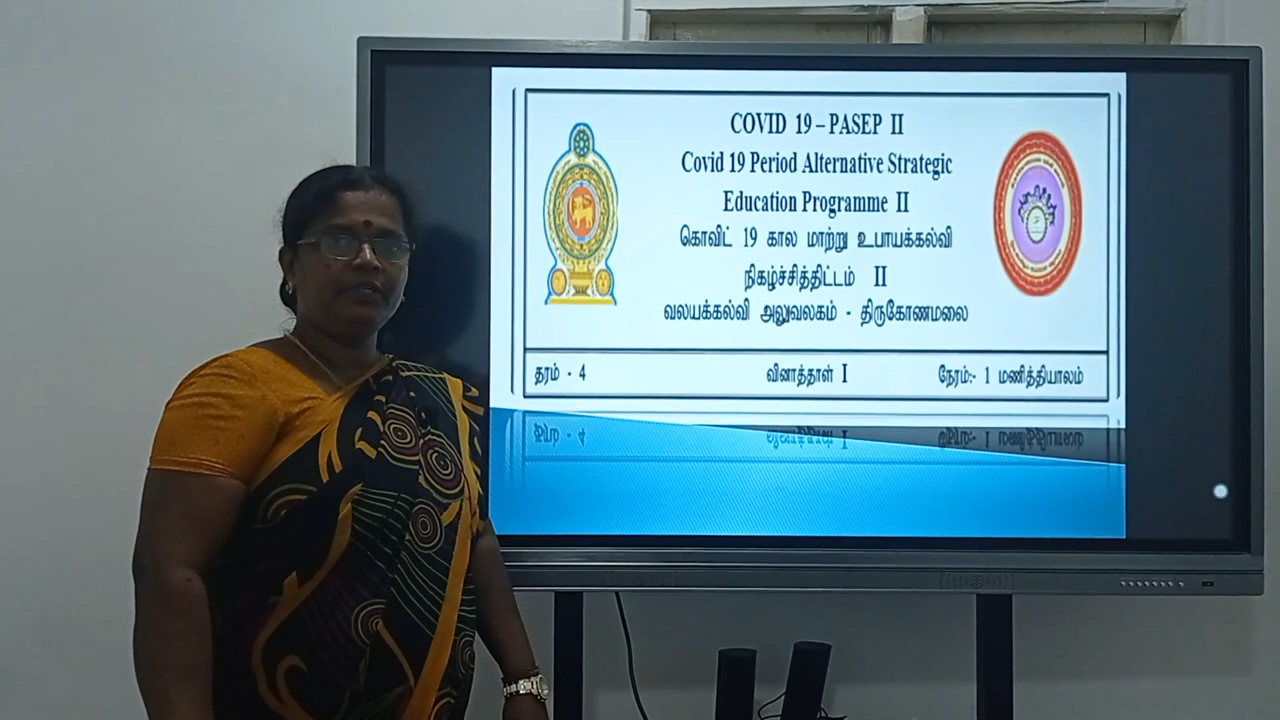 COVID 19 – PASEP II
Covid 19 Period Alternative Strategic
Education Programme II
கொவிட் 19 கால மாற்று உபாயக்கல்வி
நிகழ்ச்சித்திட்டம் II
வலயக்கல்வி அலுவலகம் - திருகோணமலை
தரம் - 4 வினாத்தாள் I நேரம்:- 1 மணித்தியாலம்